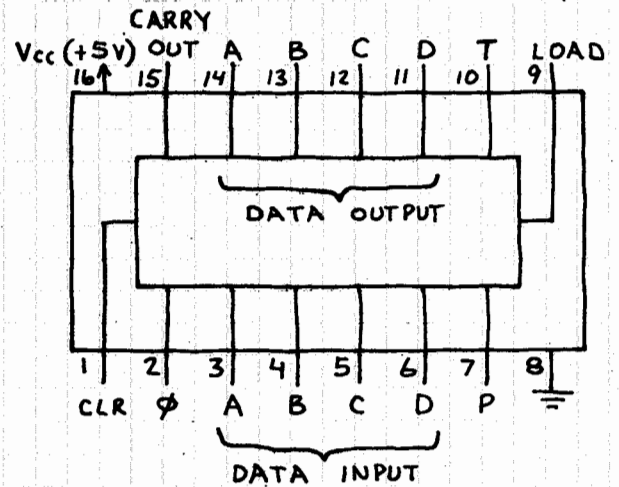 CARRY
Vcc (+5V) OUT A B C D T LOAD
16 15 14 13 12 11 10 9
DATA OUTPUT
1 2 3 4 5 6 7 8
CLR ϕ A B C D P
DATA INPUT